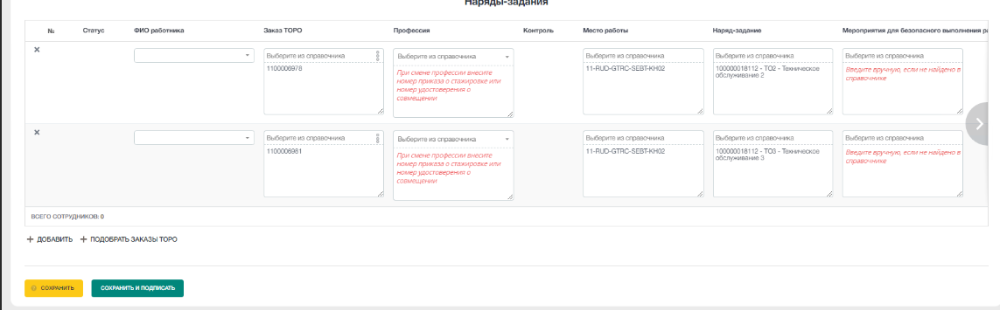 Наряды-задания
№ Статус ФИО работника Заказ ТОРО Профессия Контроль Место работы Наряд-задание Мероприятия для безопасного выполнения р
× Выберите из справочника Выберите из справочника Выберите из справочника Выберите из справочника Выберите из справочника
1100006978 При смене профессии внесите 11-RUD-GTRC-SEBT-KH02 100000018112 - ТО2 - Техническое Введите вручную, если не найдено в
номер приказа о стажировке или обслуживание 2 справочнике
номер удостоверения о
совмещении
× Выберите из справочника Выберите из справочника Выберите из справочника Выберите из справочника Выберите из справочника
1100006981 При смене профессии внесите 11-RUD-GTRC-SEBT-KH02 100000018112 - ТО3 - Техническое Введите вручную, если не найдено в
номер приказа о стажировке или обслуживание 3 справочнике
номер удостоверения о
совмещении
ВСЕГО СОТРУДНИКОВ: 0
+ ДОБАВИТЬ + ПОДОБРАТЬ ЗАКАЗЫ ТОРО
СОХРАНИТЬ СОХРАНИТЬ И ПОДПИСАТЬ